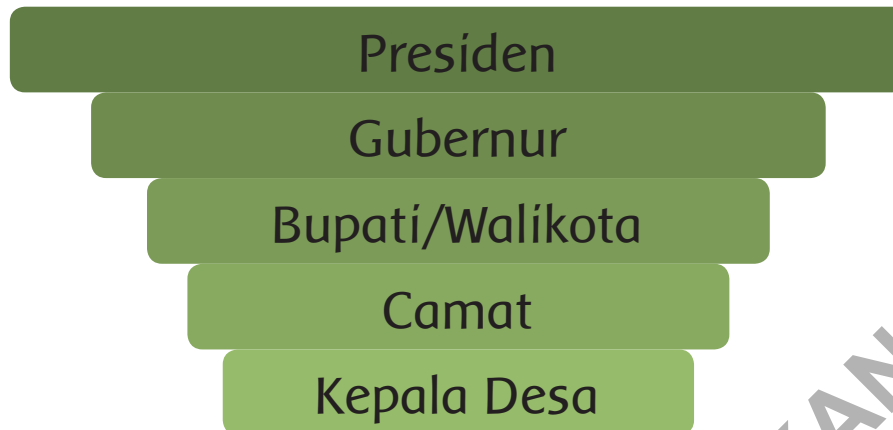 Presiden
Gubernur
Bupati/Walikota
Camat
Kepala Desa